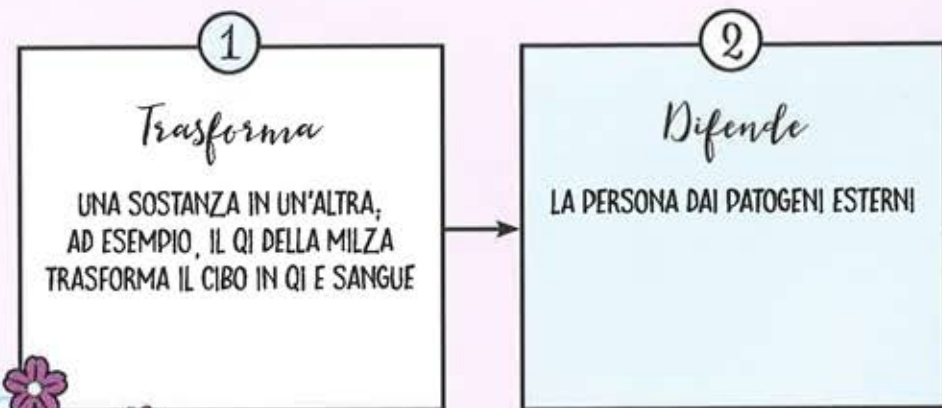 1
Trasforma
UNA SOSTANZA IN UN'ALTRA;
AD ESEMPIO, IL QI DELLA MILZA
TRASFORMA IL CIBO IN QI E SANGUE
2
Difende
LA PERSONA DAI PATOGENI ESTERNI